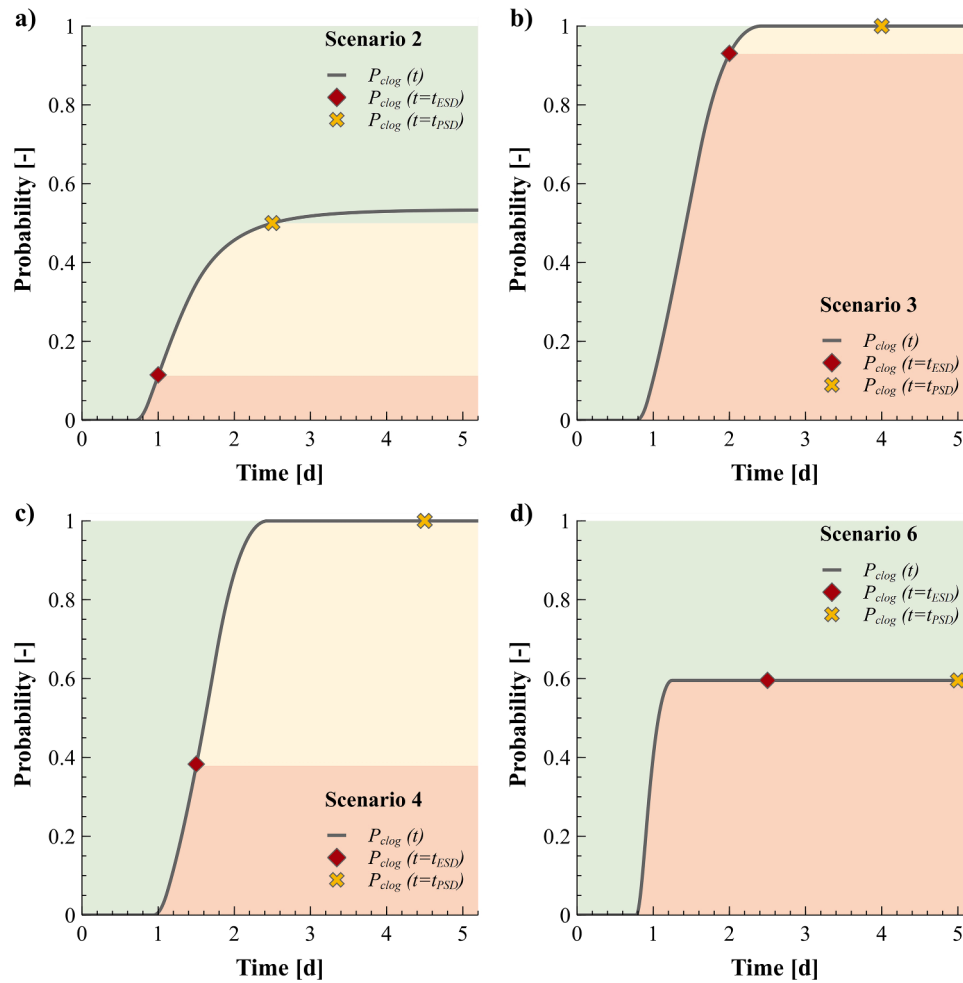 a)
Probability [-]
1
0.8
0.6
0.4
0.2
0
0 1 2 3 4 5
Time [d]
Scenario 2
P_clog (t)
P_clog (t=t_ESD)
P_clog (t=t_PSD)
b)
Probability [-]
1
0.8
0.6
0.4
0.2
0
0 1 2 3 4 5
Time [d]
Scenario 3
P_clog (t)
P_clog (t=t_ESD)
P_clog (t=t_PSD)
c)
Probability [-]
1
0.8
0.6
0.4
0.2
0
0 1 2 3 4 5
Time [d]
Scenario 4
P_clog (t)
P_clog (t=t_ESD)
P_clog (t=t_PSD)
d)
Probability [-]
1
0.8
0.6
0.4
0.2
0
0 1 2 3 4 5
Time [d]
Scenario 6
P_clog (t)
P_clog (t=t_ESD)
P_clog (t=t_PSD)